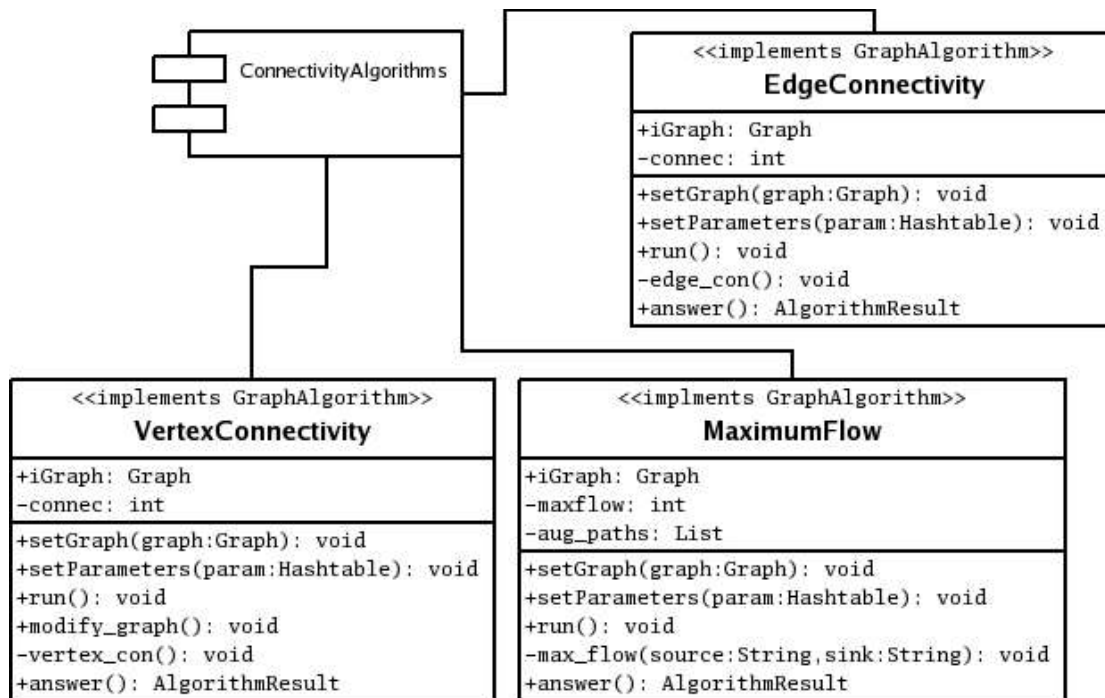 ConnectivityAlgorithms
<<implements GraphAlgorithm>>
EdgeConnectivity
+iGraph: Graph
-connec: int
+setGraph(graph:Graph): void
+setParameters(param:Hashtable): void
+run(): void
-edge_con(): void
+answer(): AlgorithmResult
<<implements GraphAlgorithm>>
VertexConnectivity
+iGraph: Graph
-connec: int
+setGraph(graph:Graph): void
+setParameters(param:Hashtable): void
+run(): void
+modify_graph(): void
-vertex_con(): void
+answer(): AlgorithmResult
<<implments GraphAlgorithm>>
MaximumFlow
+iGraph: Graph
-maxflow: int
-aug_paths: List
+setGraph(graph:Graph): void
+setParameters(param:Hashtable): void
+run(): void
-max_flow(source:String,sink:String): void
+answer(): AlgorithmResult